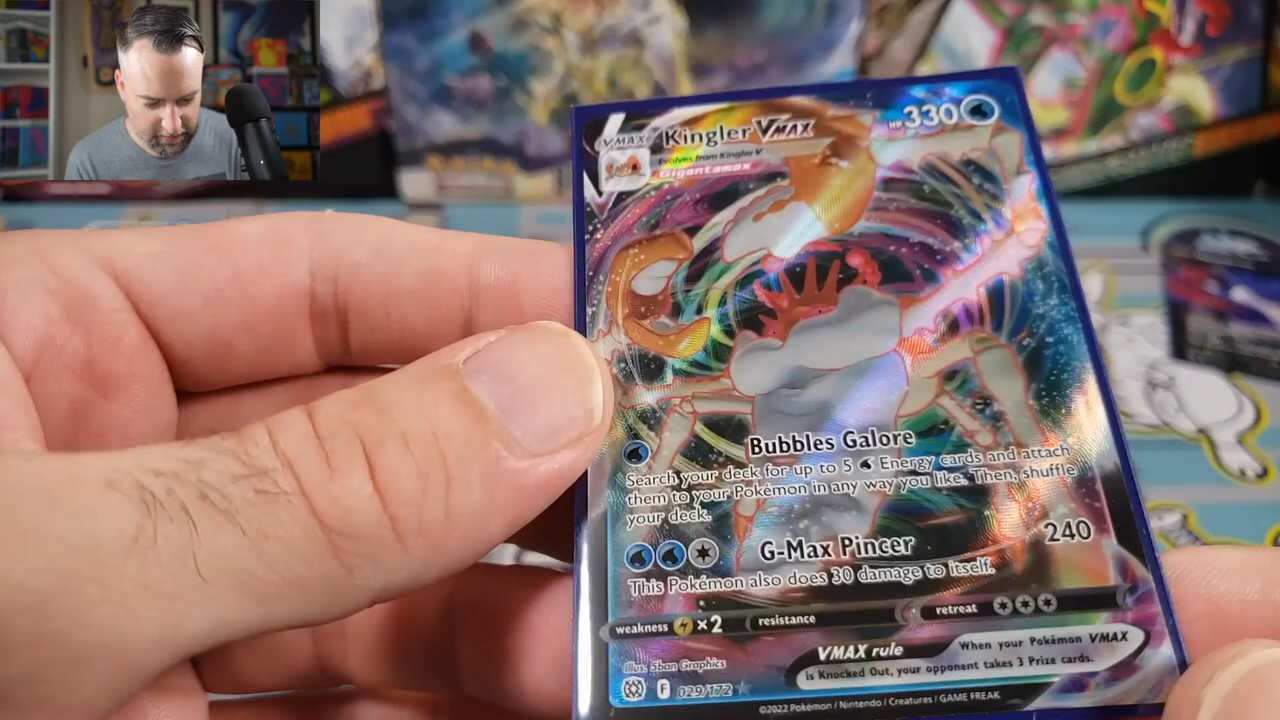 VMAX Kingler VMAX HP 330
Evolves from Kingler V
Gigantamax
Bubbles Galore
Search your deck for up to 5 Energy cards and attach
them to your Pokémon in any way you like. Then, shuffle
your deck.
G-Max Pincer 240
This Pokémon also does 30 damage to itself.
weakness ×2 resistance retreat
VMAX rule When your Pokémon VMAX
is Knocked Out, your opponent takes 3 Prize cards.
Illus. 5ban Graphics
F 029/172
©2022 Pokémon / Nintendo / Creatures / GAME FREAK